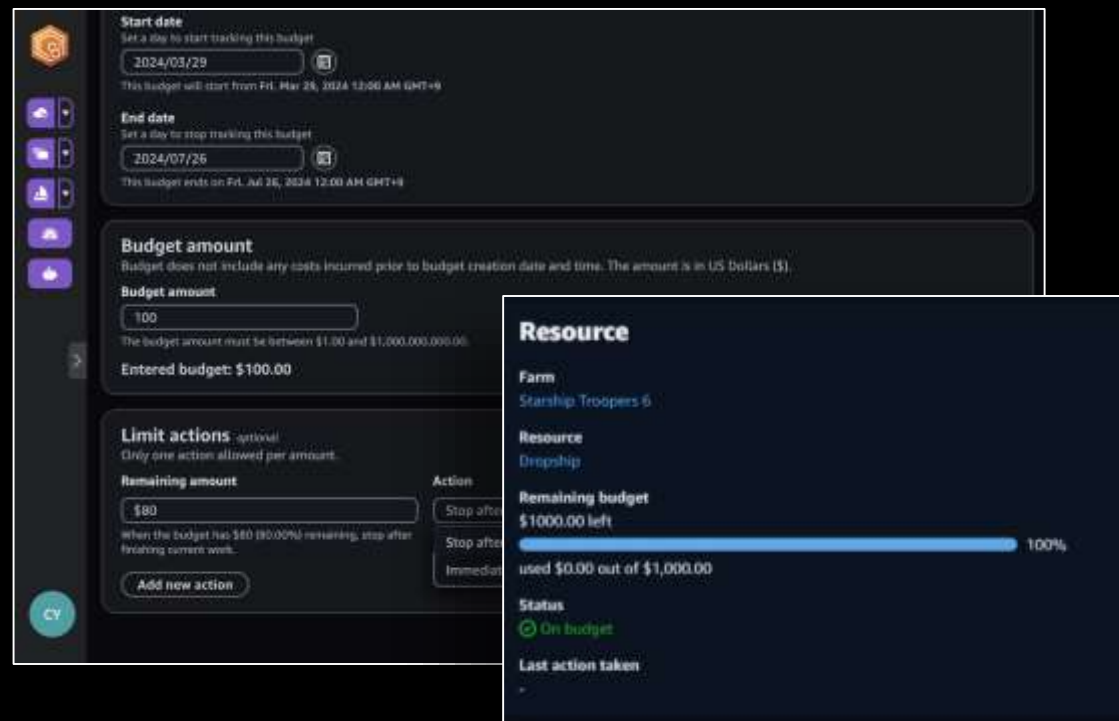 Start date
Set a day to start tracking this budget
2024/03/29
This budget will start from Fri. Mar 29, 2024 12:00 AM GMT+9
End date
Set a day to stop tracking this budget
2024/07/26
This budget ends on Fri. Jul 26, 2024 12:00 AM GMT+9
Budget amount
Budget does not include any costs incurred prior to budget creation date and time. The amount is in US Dollars ($).
Budget amount
100
The budget amount must be between $1.00 and $1,000,000,000.00.
Entered budget: $100.00
Limit actions optional
Only one action allowed per amount.
Remaining amount
Action
$80
Stop after
When the budget has $80 (80.00%) remaining, stop after
finishing current work.
Stop after
Immediat
Add new action
CY
Resource
Farm
Starship Troopers 6
Resource
Dropship
Remaining budget
$1000.00 left
100%
used $0.00 out of $1,000.00
Status
On budget
Last action taken
-